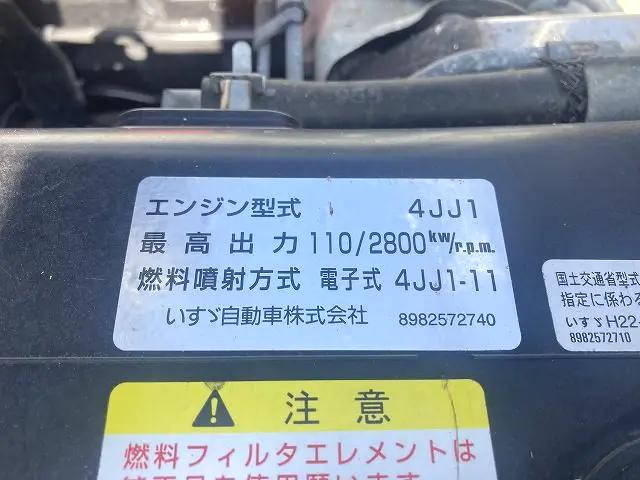 エンジン型式 4JJ1
最高出力 110/2800kW/r.p.m.
燃料噴射方式 電子式 4JJ1-11
いすゞ自動車株式会社 8982572740
国土交通省型式
指定に係わる
いすゞH22-
8982572710
⚠ 注意
燃料フィルタエレメントは